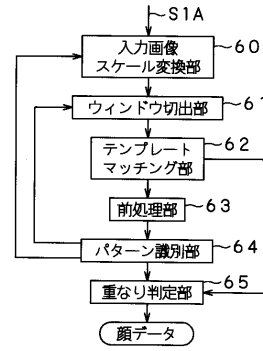 S1A
入力画像
スケール変換部
60
ウィンドウ切出部
61
テンプレート
マッチング部
62
前処理部
63
パターン識別部
64
重なり判定部
65
顔データ